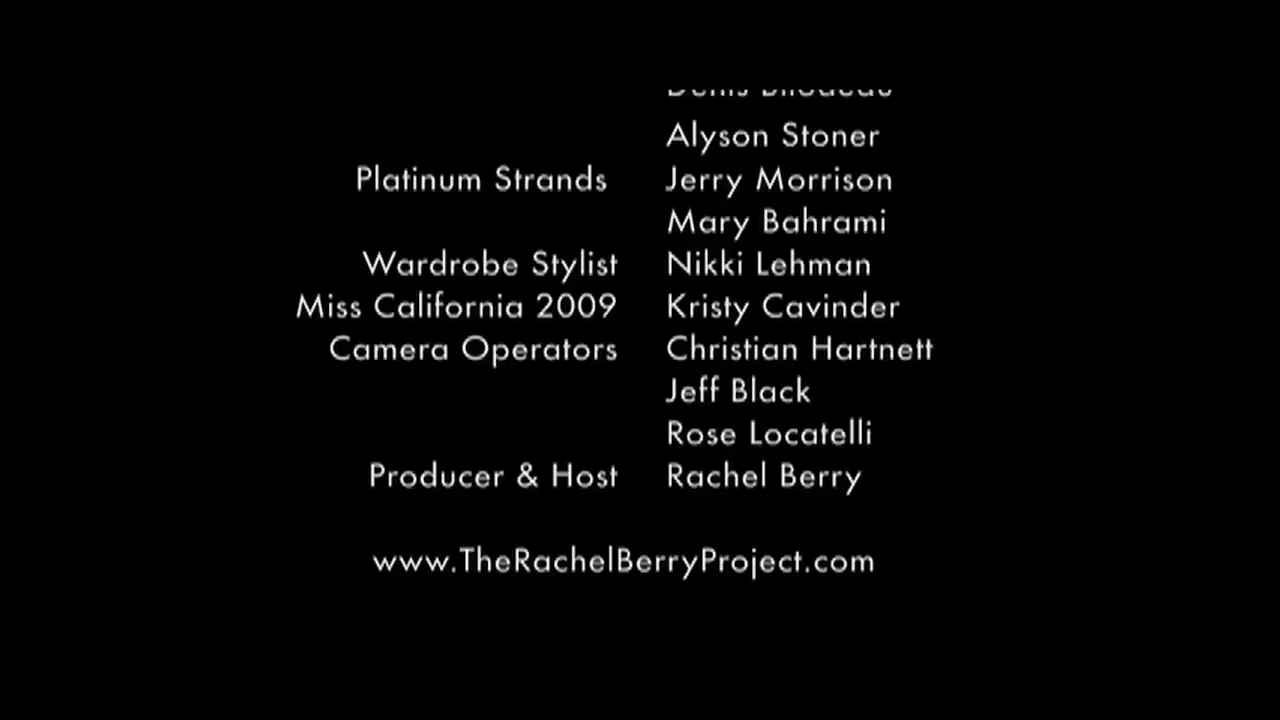 Alyson Stoner
Platinum Strands Jerry Morrison
Mary Bahrami
Wardrobe Stylist Nikki Lehman
Miss California 2009 Kristy Cavinder
Camera Operators Christian Hartnett
Jeff Black
Rose Locatelli
Producer & Host Rachel Berry
www.TheRachelBerryProject.com